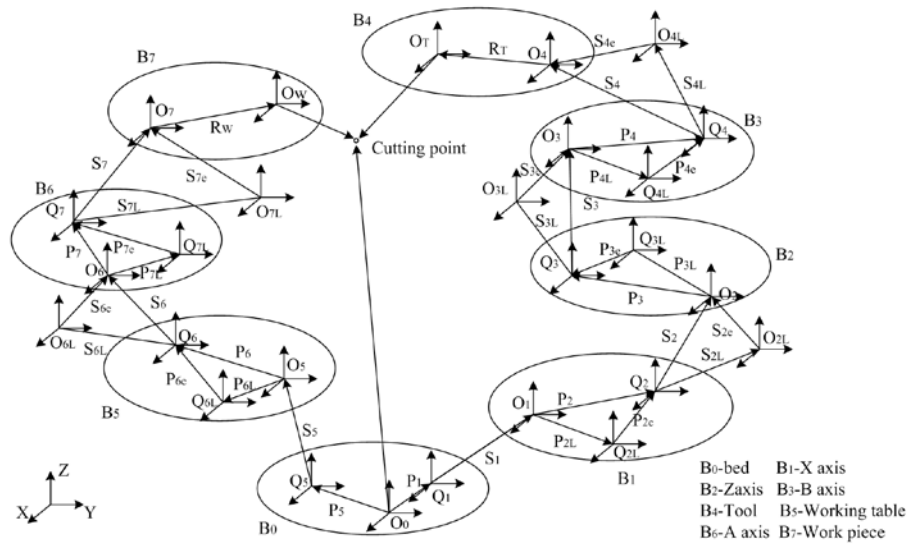 B4
OT
RT
O4
S4e
O4L
B7
O7
RW
OW
Cutting point
S4
S4L
B3
O3
P4
Q4
P4L
P4e
Q4L
S3e
O3L
S3L
S3
S7
S7e
B6
Q7
S7L
O7L
P7
P7e
Q7L
P7L
O6
S6e
S6
O6L
S6L
Q3L
B2
Q3
P3e
P3L
P3
O2
S2
S2e
O2L
S2L
Q6
P6
O5
P6e
P6L
Q6L
B5
O1
P2
Q2
P2L
P2e
Q2L
B1
S5
S1
Q5
P5
P1
Q1
O0
B0
Z
X
Y
B0-bed B1-X axis
B2-Zaxis B3-B axis
B4-Tool B5-Working table
B6-A axis B7-Work piece